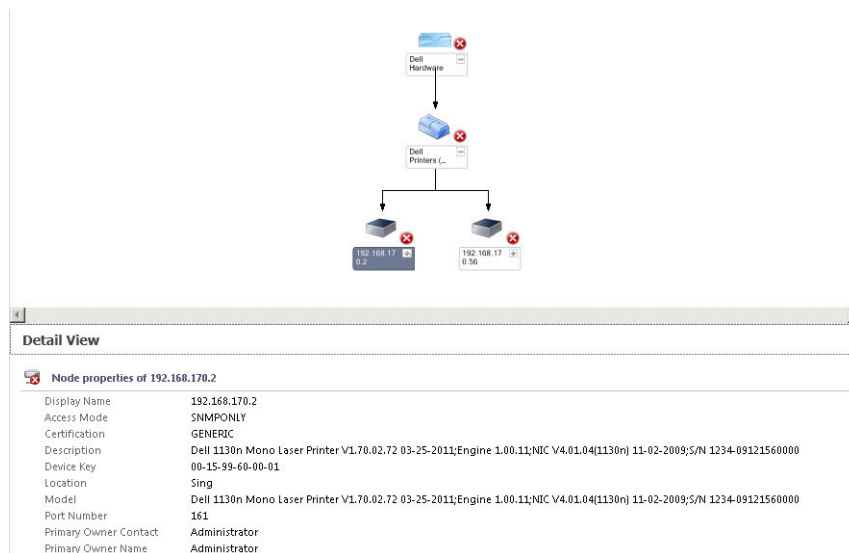 Dell
Hardware
Dell
Printers (...
192.168.17
0.2
192.168.17
0.56
Detail View
Node properties of 192.168.170.2
Display Name 192.168.170.2
Access Mode SNMPONLY
Certification GENERIC
Description Dell 1130n Mono Laser Printer V1.70.02.72 03-25-2011;Engine 1.00.11;NIC V4.01.04(1130n) 11-02-2009;S/N 1234-09121560000
Device Key 00-15-99-60-00-01
Location Sing
Model Dell 1130n Mono Laser Printer V1.70.02.72 03-25-2011;Engine 1.00.11;NIC V4.01.04(1130n) 11-02-2009;S/N 1234-09121560000
Port Number 161
Primary Owner Contact Administrator
Primary Owner Name Administrator